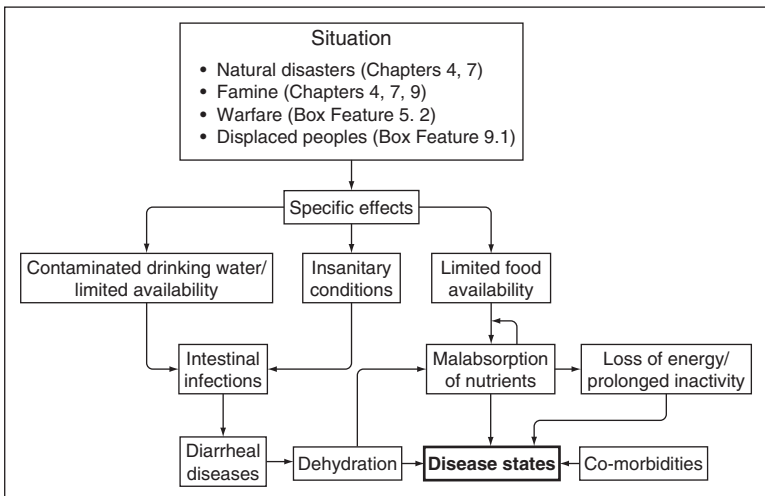 Situation
• Natural disasters (Chapters 4, 7)
• Famine (Chapters 4, 7, 9)
• Warfare (Box Feature 5. 2)
• Displaced peoples (Box Feature 9.1)
Specific effects
Contaminated drinking water/
limited availability
Insanitary
conditions
Limited food
availability
Intestinal
infections
Malabsorption
of nutrients
Loss of energy/
prolonged inactivity
Diarrheal
diseases
Dehydration
Disease states
Co-morbidities